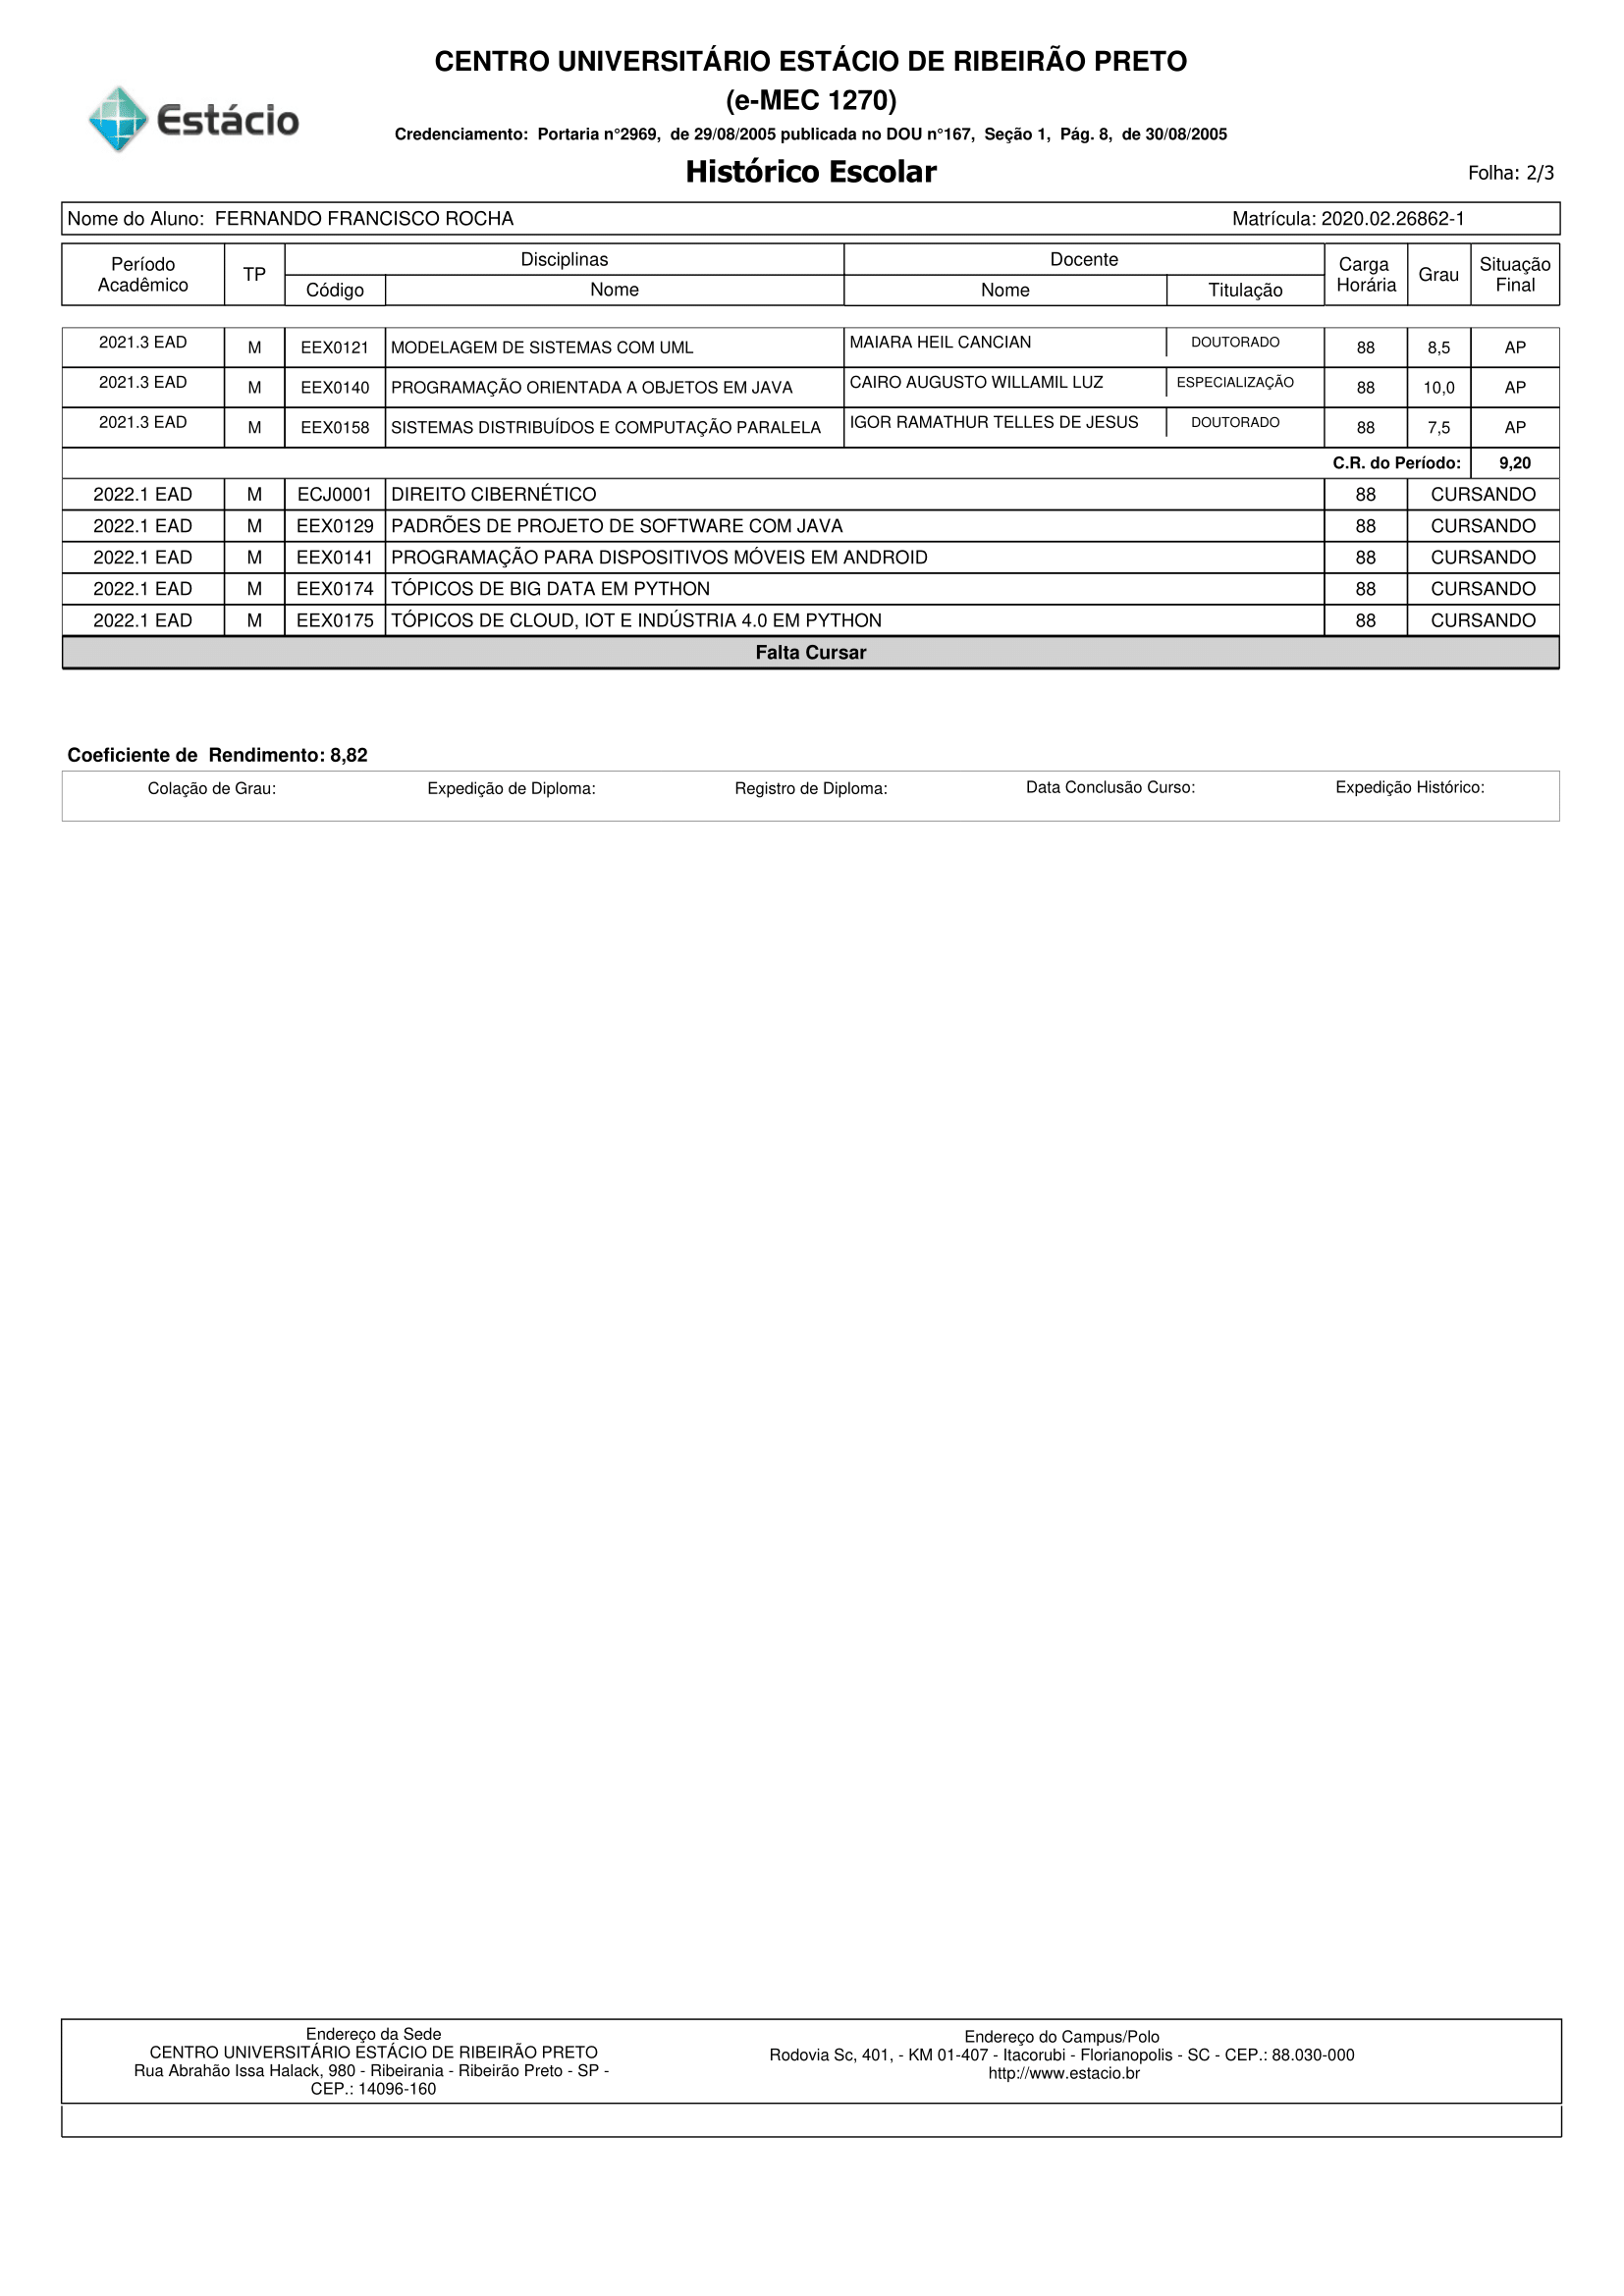 CENTRO UNIVERSITÁRIO ESTÁCIO DE RIBEIRÃO PRETO
(e-MEC 1270)
Estácio
Credenciamento: Portaria n°2969, de 29/08/2005 publicada no DOU n°167, Seção 1, Pág. 8, de 30/08/2005
Histórico Escolar Folha: 2/3
Nome do Aluno: FERNANDO FRANCISCO ROCHA Matrícula: 2020.02.26862-1
Período Acadêmico TP Disciplinas Docente Carga Horária Grau Situação Final
Código Nome Nome Titulação
2021.3 EAD M EEX0121 MODELAGEM DE SISTEMAS COM UML MAIARA HEIL CANCIAN DOUTORADO 88 8,5 AP
2021.3 EAD M EEX0140 PROGRAMAÇÃO ORIENTADA A OBJETOS EM JAVA CAIRO AUGUSTO WILLAMIL LUZ ESPECIALIZAÇÃO 88 10,0 AP
2021.3 EAD M EEX0158 SISTEMAS DISTRIBUÍDOS E COMPUTAÇÃO PARALELA IGOR RAMATHUR TELLES DE JESUS DOUTORADO 88 7,5 AP
C.R. do Período: 9,20
2022.1 EAD M ECJ0001 DIREITO CIBERNÉTICO 88 CURSANDO
2022.1 EAD M EEX0129 PADRÕES DE PROJETO DE SOFTWARE COM JAVA 88 CURSANDO
2022.1 EAD M EEX0141 PROGRAMAÇÃO PARA DISPOSITIVOS MÓVEIS EM ANDROID 88 CURSANDO
2022.1 EAD M EEX0174 TÓPICOS DE BIG DATA EM PYTHON 88 CURSANDO
2022.1 EAD M EEX0175 TÓPICOS DE CLOUD, IOT E INDÚSTRIA 4.0 EM PYTHON 88 CURSANDO
Falta Cursar
Coeficiente de Rendimento: 8,82
Colação de Grau: Expedição de Diploma: Registro de Diploma: Data Conclusão Curso: Expedição Histórico:
Endereço da Sede
CENTRO UNIVERSITÁRIO ESTÁCIO DE RIBEIRÃO PRETO
Rua Abrahão Issa Halack, 980 - Ribeirania - Ribeirão Preto - SP -
CEP.: 14096-160
Endereço do Campus/Polo
Rodovia Sc, 401, - KM 01-407 - Itacorubi - Florianopolis - SC - CEP.: 88.030-000
http://www.estacio.br